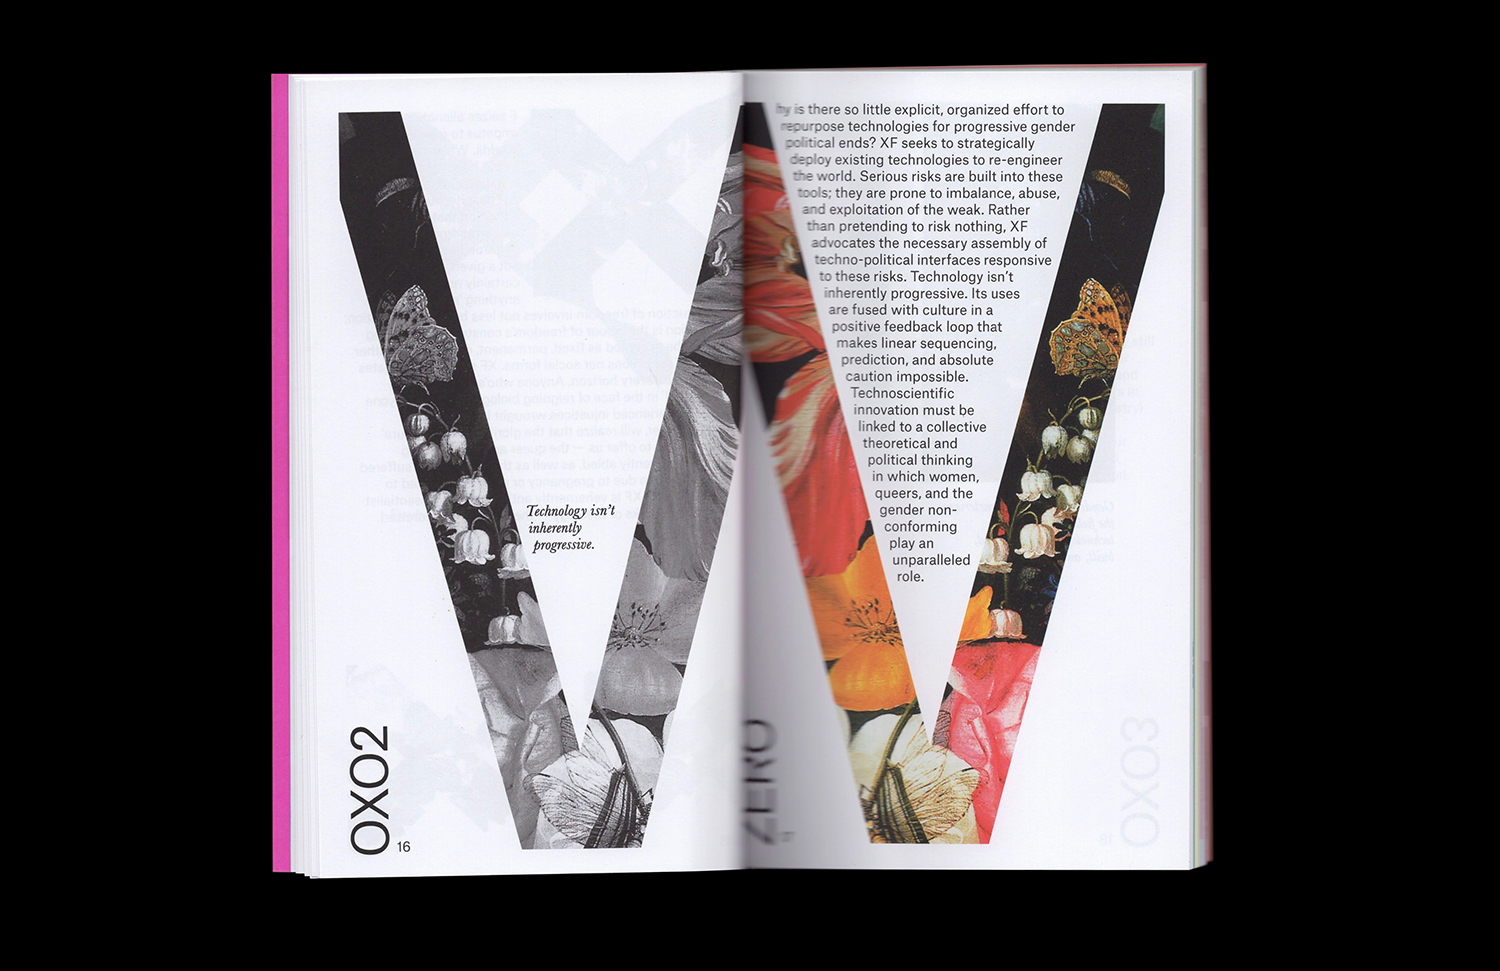 Technology isn't
inherently
progressive.
OXO2
16
W
hy is there so little explicit, organized effort to
repurpose technologies for progressive gender
political ends? XF seeks to strategically
deploy existing technologies to re-engineer
the world. Serious risks are built into these
tools; they are prone to imbalance, abuse,
and exploitation of the weak. Rather
than pretending to risk nothing, XF
advocates the necessary assembly of
techno-political interfaces responsive
to these risks. Technology isn't
inherently progressive. Its uses
are fused with culture in a
positive feedback loop that
makes linear sequencing,
prediction, and absolute
caution impossible.
Technoscientific
innovation must be
linked to a collective
theoretical and
political thinking
in which women,
queers, and the
gender non-
conforming
play an
unparalleled
role.
ZERO